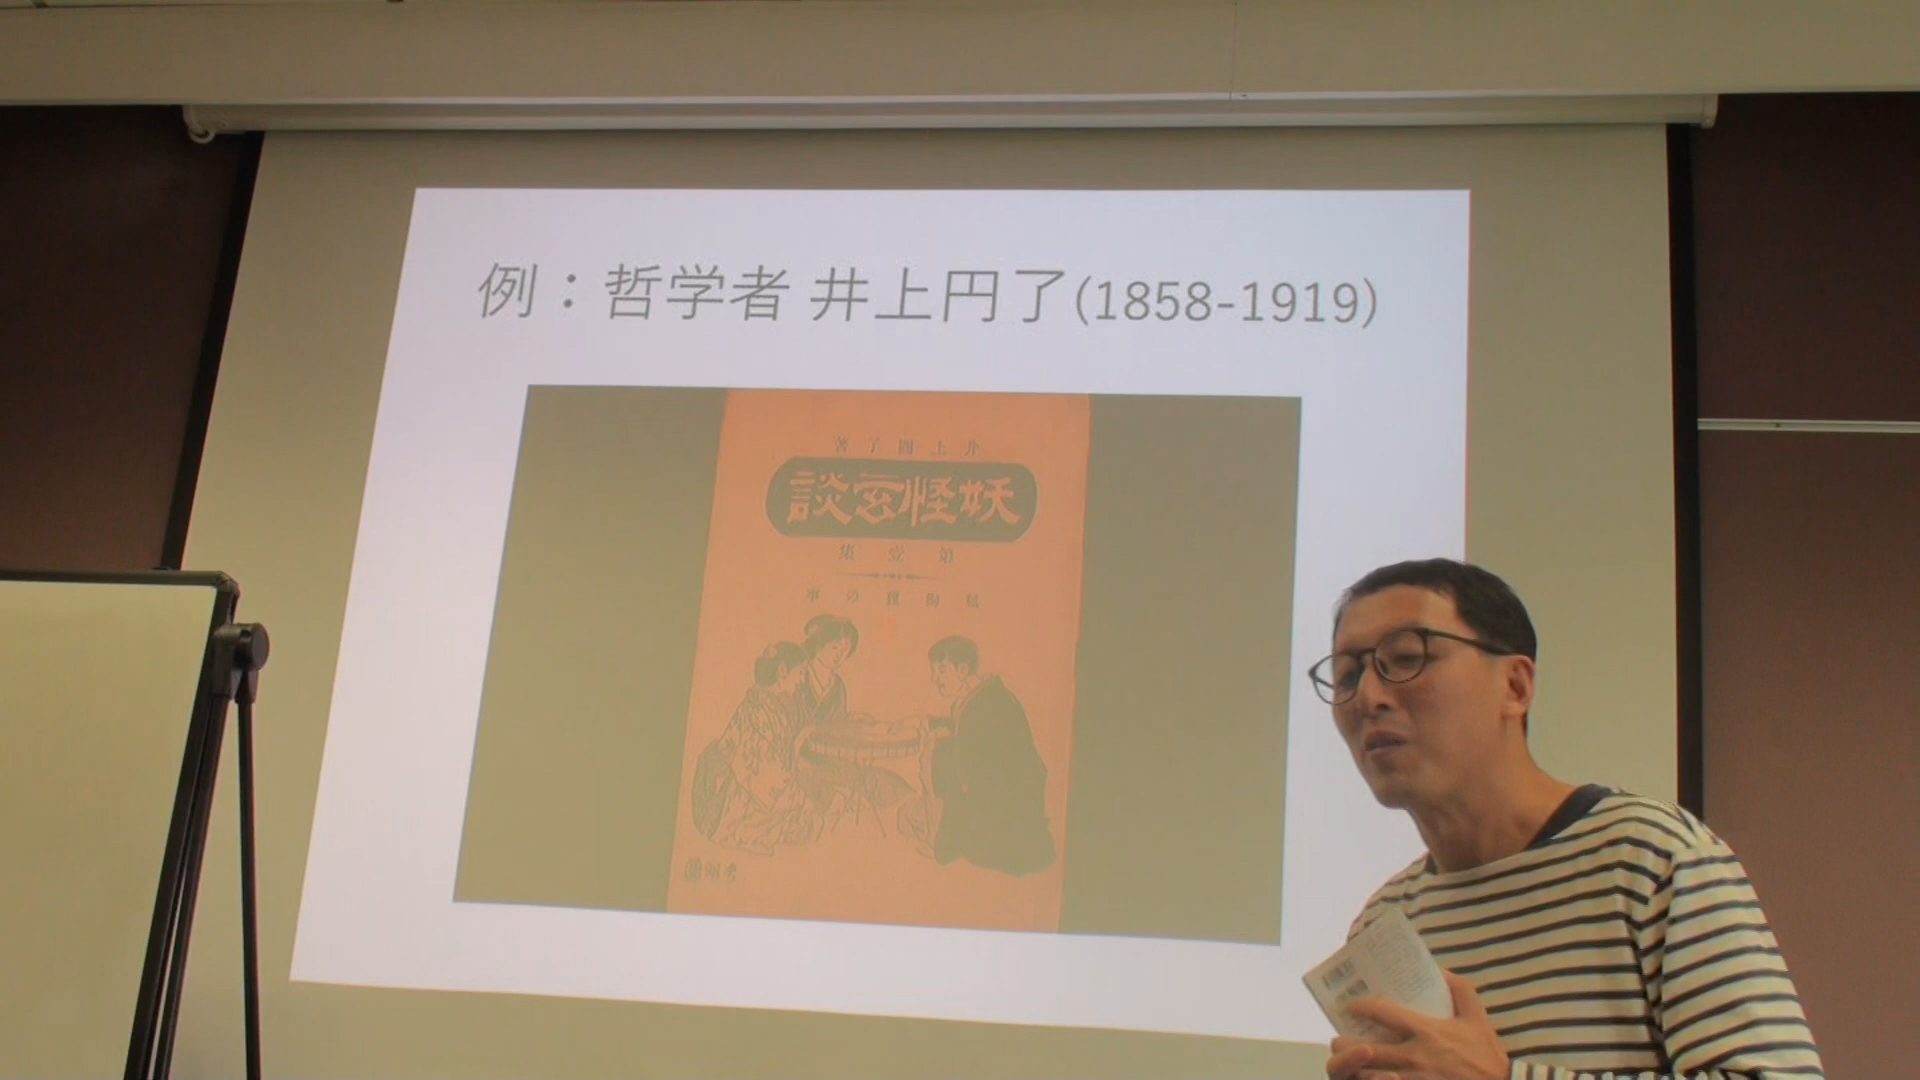 例：哲学者 井上円了(1858-1919)
井上圓了著
妖怪玄談
第壹集
狐狗狸の事